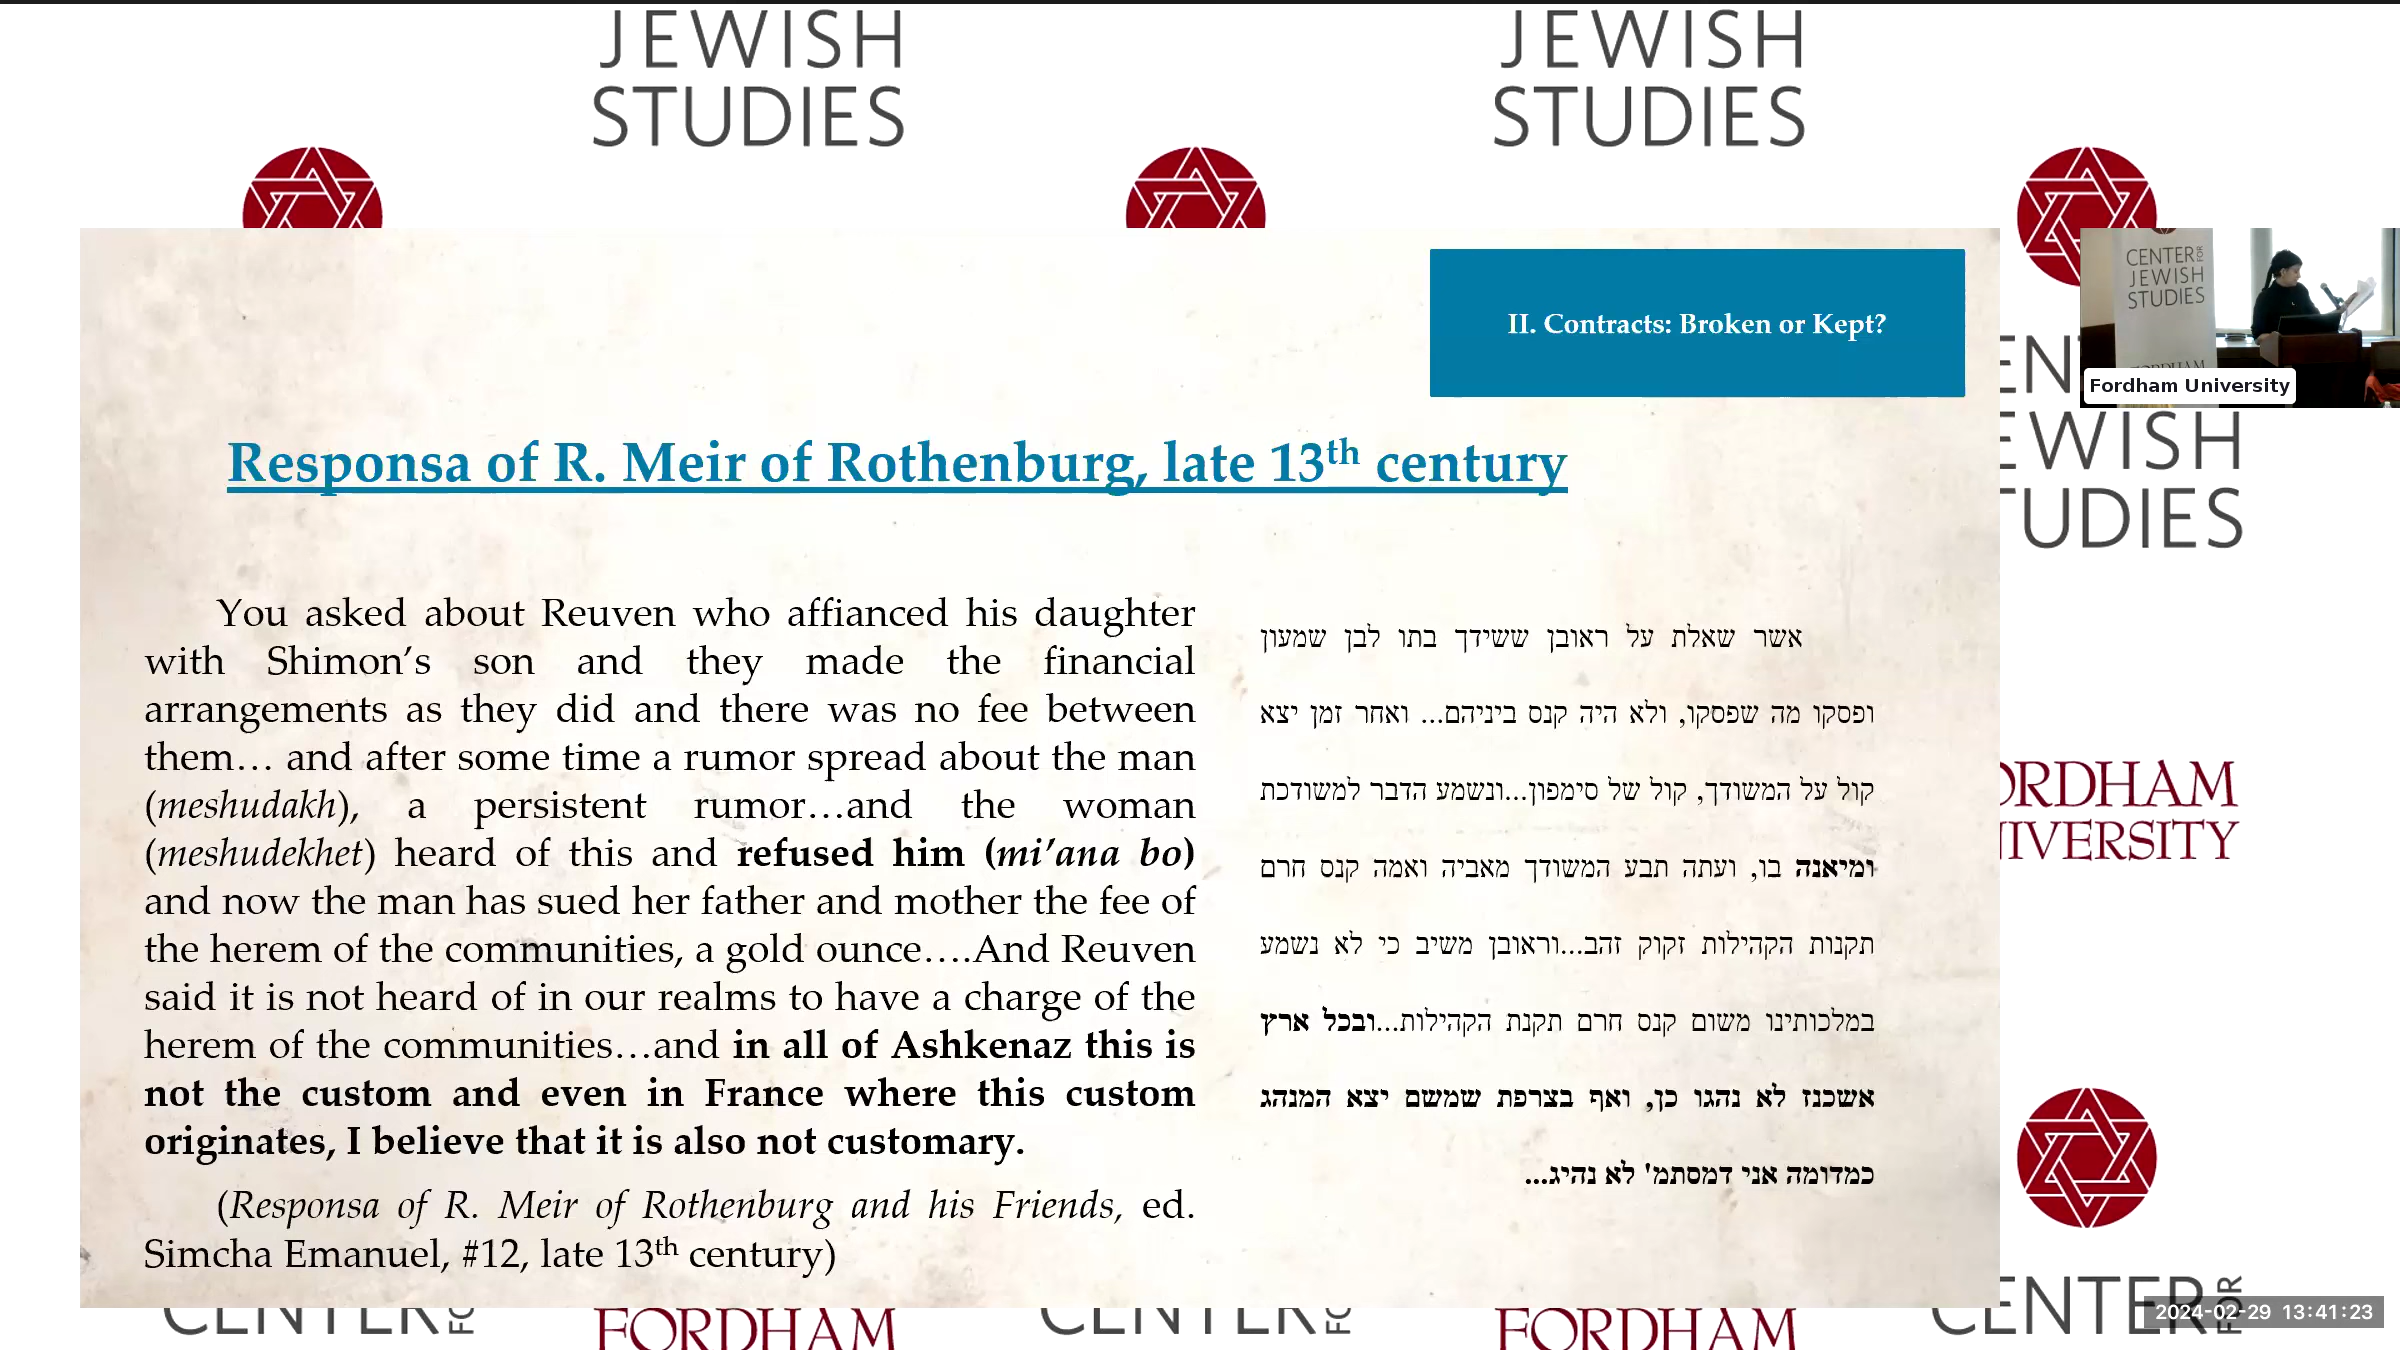 JEWISH
STUDIES
JEWISH
STUDIES
II. Contracts: Broken or Kept?
CENTER FOR
JEWISH
STUDIES
FORDHAM
Fordham University
Responsa of R. Meir of Rothenburg, late 13th century
You asked about Reuven who affianced his daughter
with Shimon’s son and they made the financial
arrangements as they did and there was no fee between
them… and after some time a rumor spread about the man
(meshudakh), a persistent rumor…and the woman
(meshudekhet) heard of this and refused him (mi’ana bo)
and now the man has sued her father and mother the fee of
the herem of the communities, a gold ounce….And Reuven
said it is not heard of in our realms to have a charge of the
herem of the communities…and in all of Ashkenaz this is
not the custom and even in France where this custom
originates, I believe that it is also not customary.
(Responsa of R. Meir of Rothenburg and his Friends, ed.
Simcha Emanuel, #12, late 13th century)
אשר שאלת על ראובן ששידך בתו לבן שמעון
ופסקו מה שפסקו, ולא היה קנס ביניהם... ואחר זמן יצא
קול על המשודך, קול של סימפון...ונשמע הדבר למשודכת
ומיאנה בו, ועתה תבע המשודך מאביה ואמה קנס חרם
תקנות הקהילות זקוק זהב...וראובן משיב כי לא נשמע
במלכותינו משום קנס חרם תקנת הקהילות...ובכל ארץ
אשכנז לא נהגו כן, ואף בצרפת שמשם יצא המנהג
כמדומה אני דמסתמ' לא נהיג...
EN
EWISH
TUDIES
ORDHAM
NIVERSITY
CENTER FOR
FORDHAM
CENTER FOR
FORDHAM
CENTER FOR
2024-02-29 13:41:23